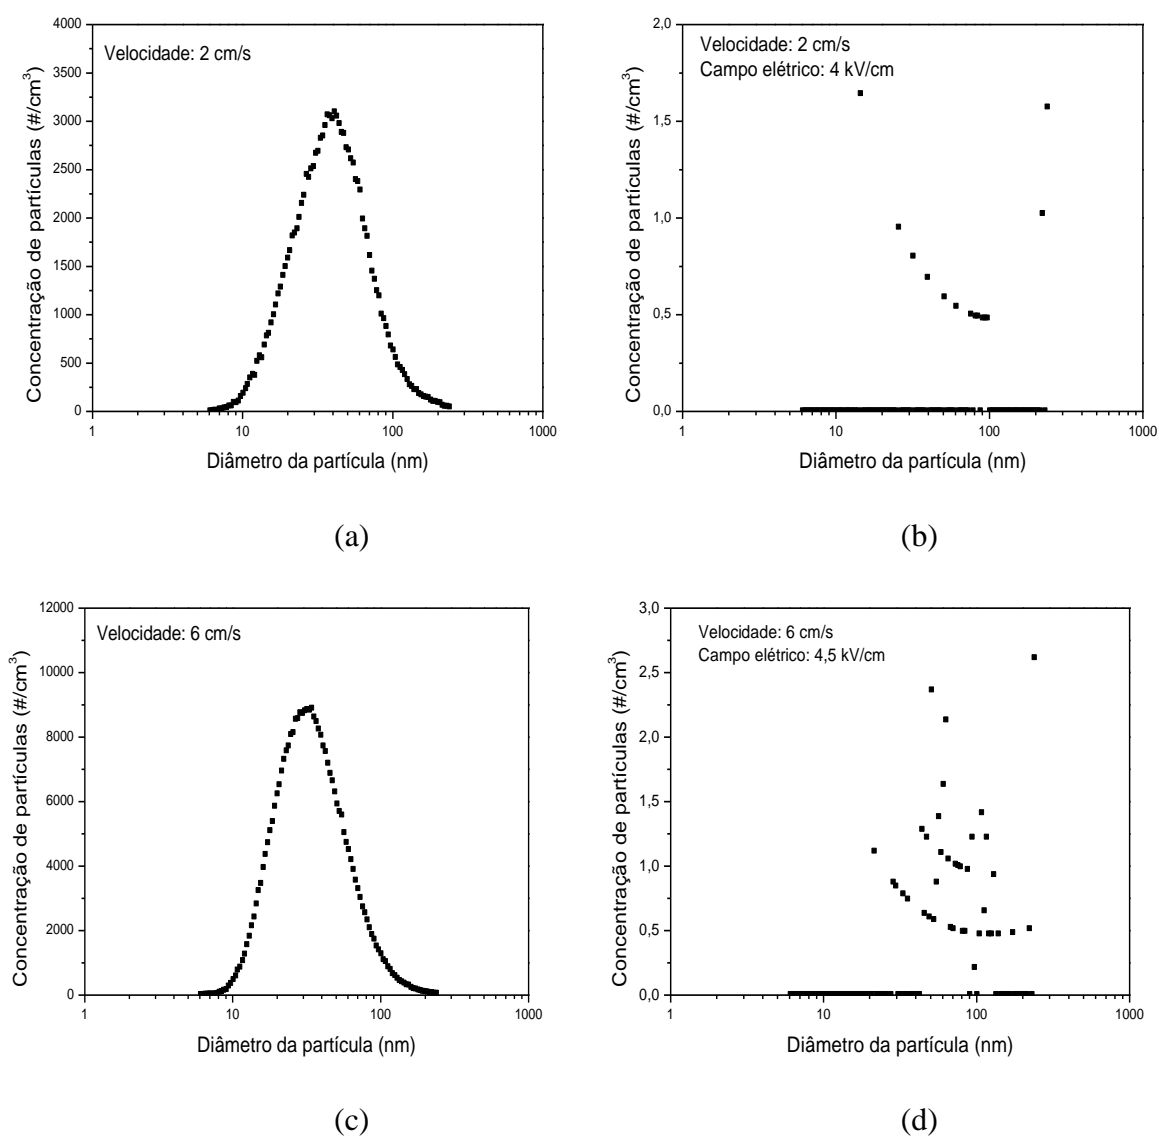 Velocidade: 2 cm/s
Concentração de partículas (#/cm³)
4000
3500
3000
2500
2000
1500
1000
500
0
1
10
100
1000
Diâmetro da partícula (nm)
(a)
Velocidade: 2 cm/s
Campo elétrico: 4 kV/cm
Concentração de partículas (#/cm³)
2,0
1,5
1,0
0,5
0,0
1
10
100
1000
Diâmetro da partícula (nm)
(b)
Velocidade: 6 cm/s
Concentração de partículas (#/cm³)
12000
10000
8000
6000
4000
2000
0
1
10
100
1000
Diâmetro da partícula (nm)
(c)
Velocidade: 6 cm/s
Campo elétrico: 4,5 kV/cm
Concentração de partículas (#/cm³)
3,0
2,5
2,0
1,5
1,0
0,5
0,0
1
10
100
1000
Diâmetro da partícula (nm)
(d)